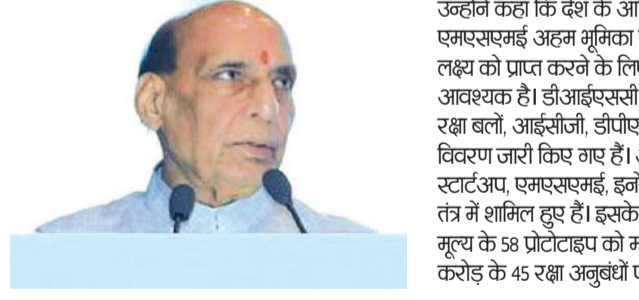 उन्होंने कहा कि देश के आ
एमएसएमई अहम भूमिका
लक्ष्य को प्राप्त करने के लि
आवश्यक है। डीआईएससी
रक्षा बलों, आईसीजी, डीपीए
विवरण जारी किए गए हैं।
स्टार्टअप, एमएसएमई, इनो
तंत्र में शामिल हुए हैं। इसके
मूल्य के 58 प्रोटोटाइप को म
करोड़ के 45 रक्षा अनुबंधों प